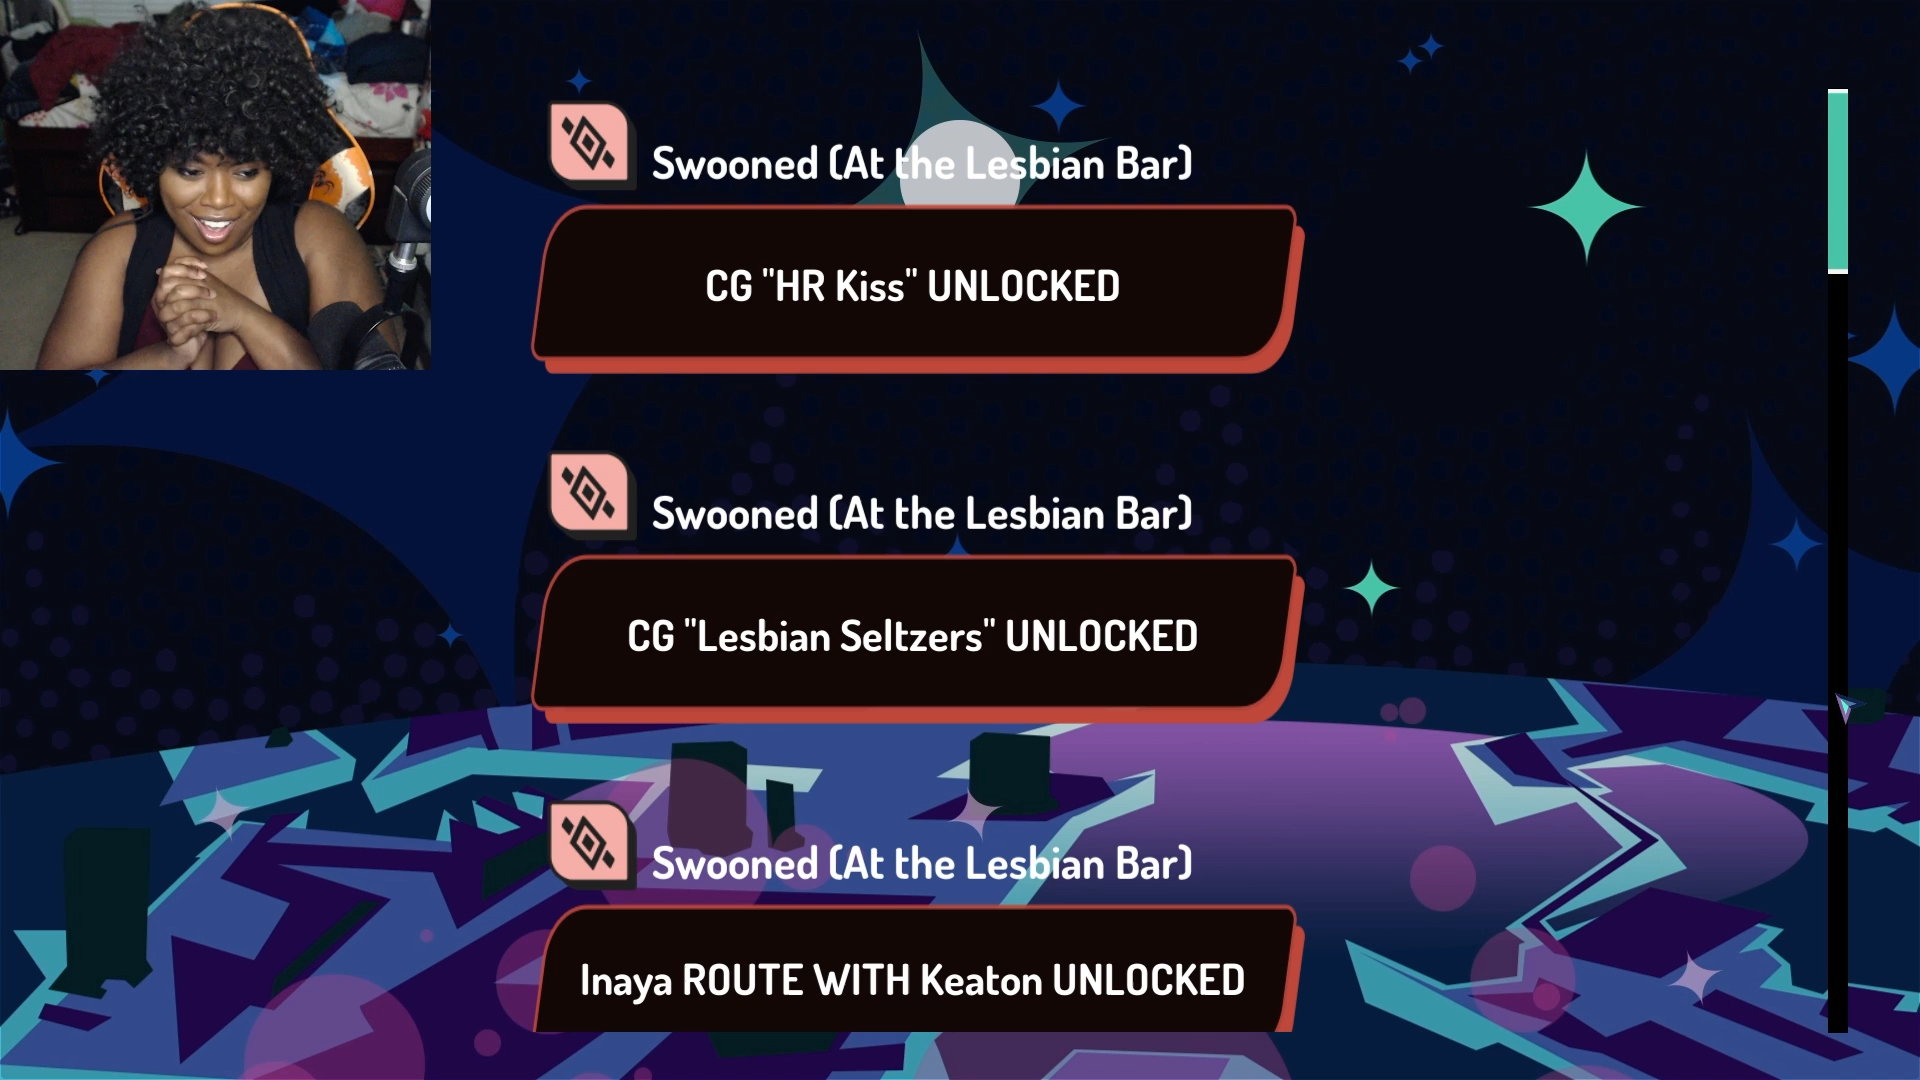 Swooned (At the Lesbian Bar)
CG "HR Kiss" UNLOCKED
Swooned (At the Lesbian Bar)
CG "Lesbian Seltzers" UNLOCKED
Swooned (At the Lesbian Bar)
Inaya ROUTE WITH Keaton UNLOCKED